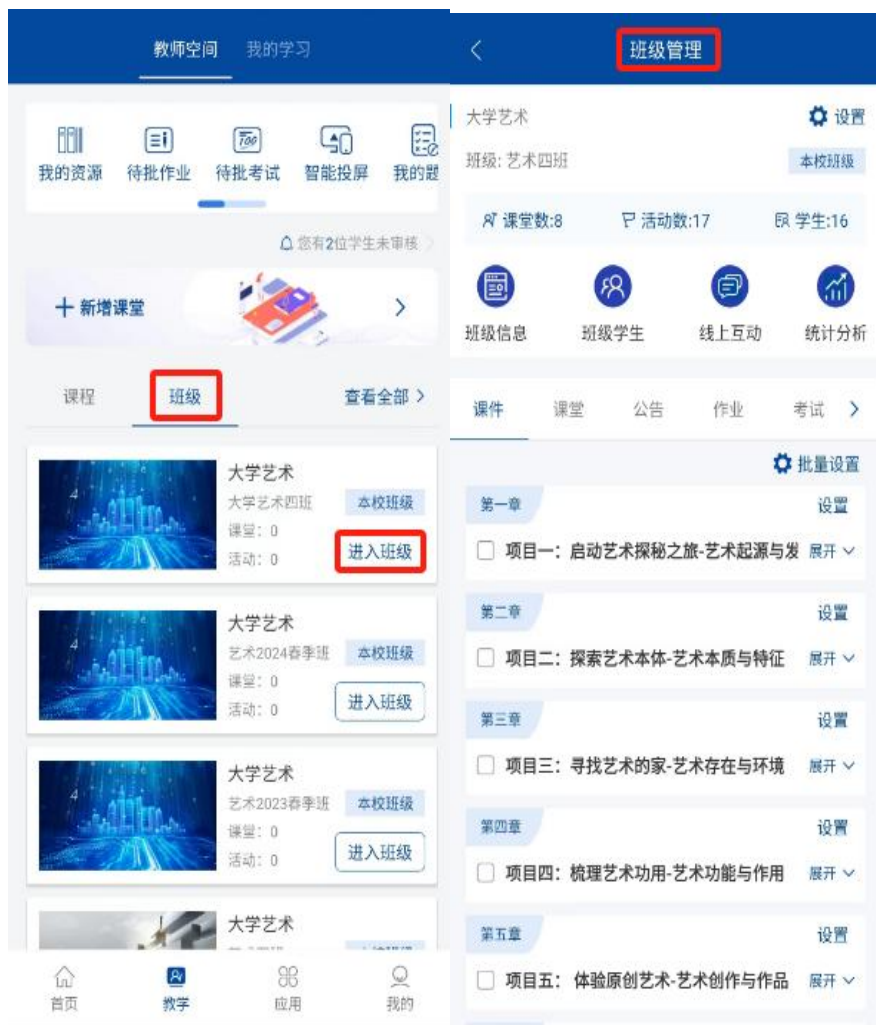 教师空间 我的学习
我的资源 待批作业 待批考试 智能投屏 我的题
您有2位学生未审核
新增课堂
课程 班级 查看全部
大学艺术
大学艺术四班 本校班级
课堂：0
活动：0 进入班级
大学艺术
艺术2024春季班 本校班级
课堂：0
活动：0 进入班级
大学艺术
艺术2023春季班 本校班级
课堂：0
活动：0 进入班级
大学艺术
首页 教学 应用 我的
班级管理
大学艺术 设置
班级: 艺术四班 本校班级
课堂数:8 活动数:17 学生:16
班级信息 班级学生 线上互动 统计分析
课件 课堂 公告 作业 考试
批量设置
第一章 设置
项目一：启动艺术探秘之旅-艺术起源与发 展开
第二章 设置
项目二：探索艺术本体-艺术本质与特征 展开
第三章 设置
项目三：寻找艺术的家-艺术存在与环境 展开
第四章 设置
项目四：梳理艺术功用-艺术功能与作用 展开
第五章 设置
项目五： 体验原创艺术-艺术创作与作品 展开